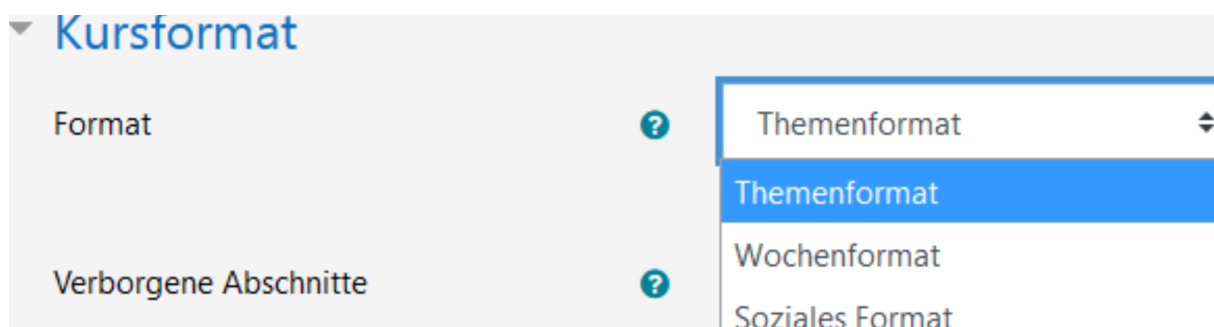 Kursformat
Format
Themenformat
Themenformat
Wochenformat
Verborgene Abschnitte
Soziales Format